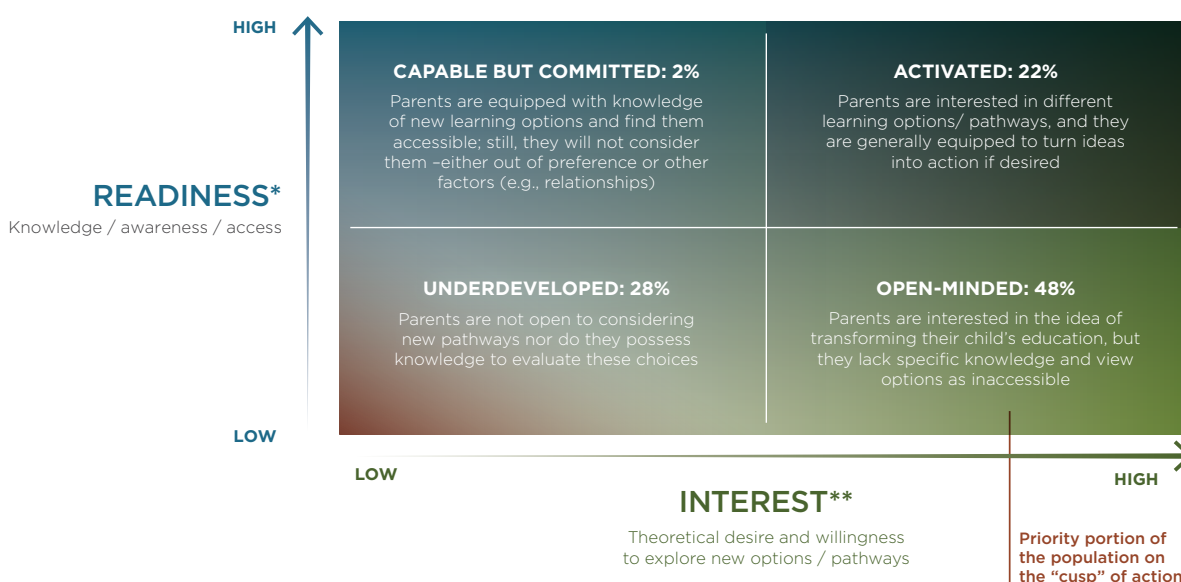 HIGH
CAPABLE BUT COMMITTED: 2%
Parents are equipped with knowledge
of new learning options and find them
accessible; still, they will not consider
them –either out of preference or other
factors (e.g., relationships)
ACTIVATED: 22%
Parents are interested in different
learning options/ pathways, and they
are generally equipped to turn ideas
into action if desired
READINESS*
Knowledge / awareness / access
UNDERDEVELOPED: 28%
Parents are not open to considering
new pathways nor do they possess
knowledge to evaluate these choices
OPEN-MINDED: 48%
Parents are interested in the idea of
transforming their child’s education, but
they lack specific knowledge and view
options as inaccessible
LOW
LOW
HIGH
INTEREST**
Theoretical desire and willingness
to explore new options / pathways
Priority portion of
the population on
the “cusp” of action